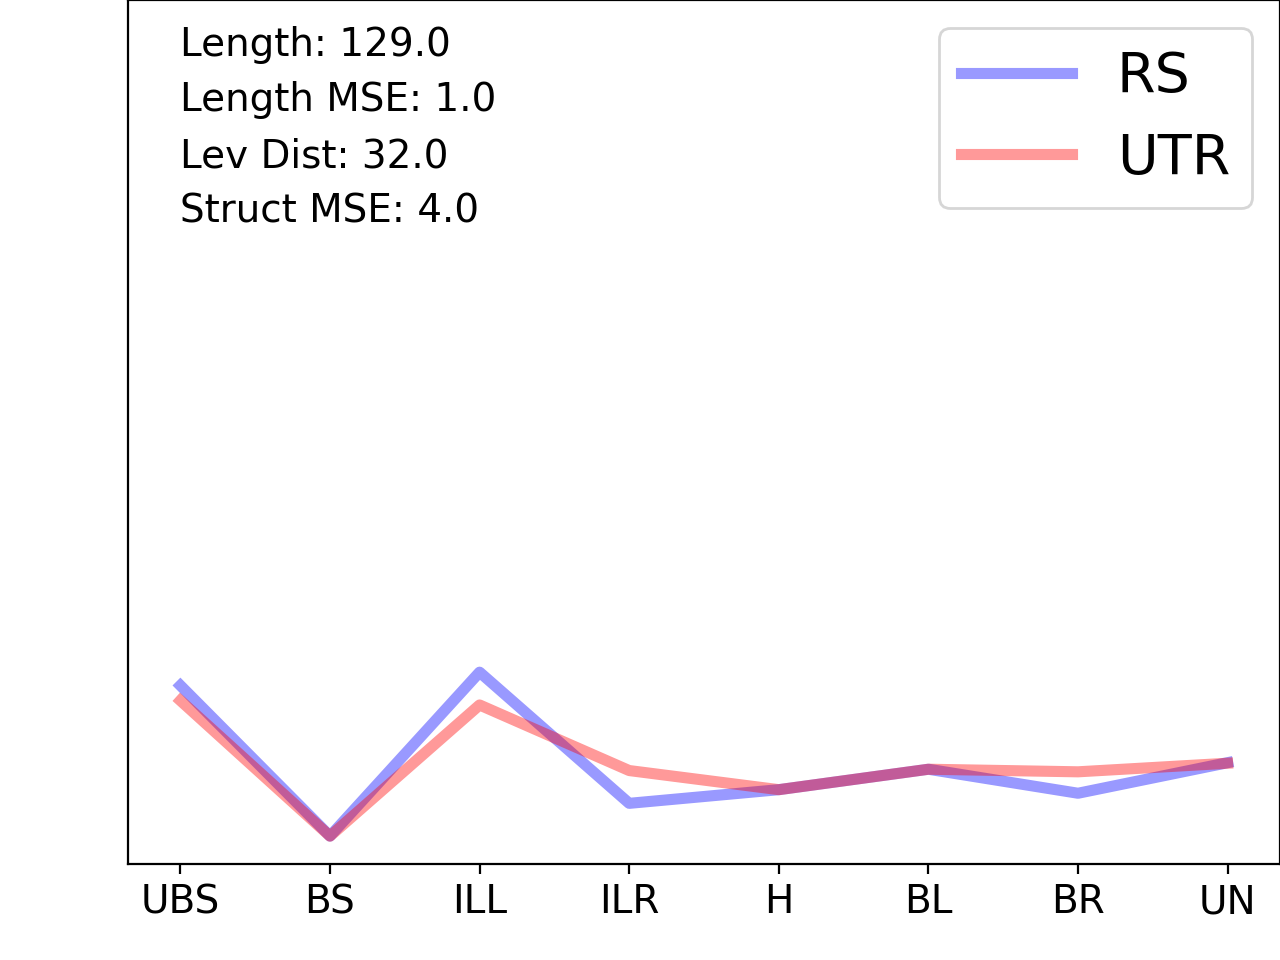 Length: 129.0
Length MSE: 1.0
Lev Dist: 32.0
Struct MSE: 4.0
RS
UTR
UBS BS ILL ILR H BL BR UN